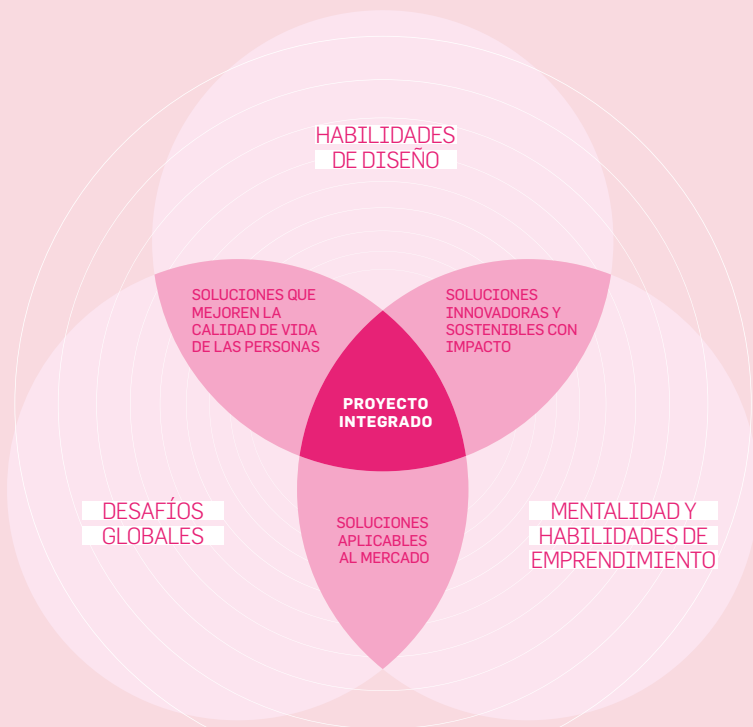 HABILIDADES
DE DISEÑO
SOLUCIONES QUE
MEJOREN LA
CALIDAD DE VIDA
DE LAS PERSONAS
SOLUCIONES
INNOVADORAS Y
SOSTENIBLES CON
IMPACTO
PROYECTO
INTEGRADO
DESAFÍOS
GLOBALES
SOLUCIONES
APLICABLES
AL MERCADO
MENTALIDAD Y
HABILIDADES DE
EMPRENDIMIENTO